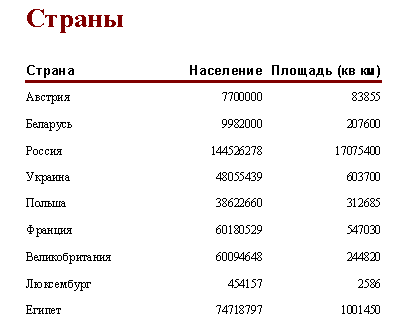 Страны
Страна Население Площадь (кв км)
Австрия 7700000 83855
Беларусь 9982000 207600
Россия 144526278 17075400
Украина 48055439 603700
Польша 38622660 312685
Франция 60180529 547030
Великобритания 60094648 244820
Люксембург 454157 2586
Египет 74718797 1001450